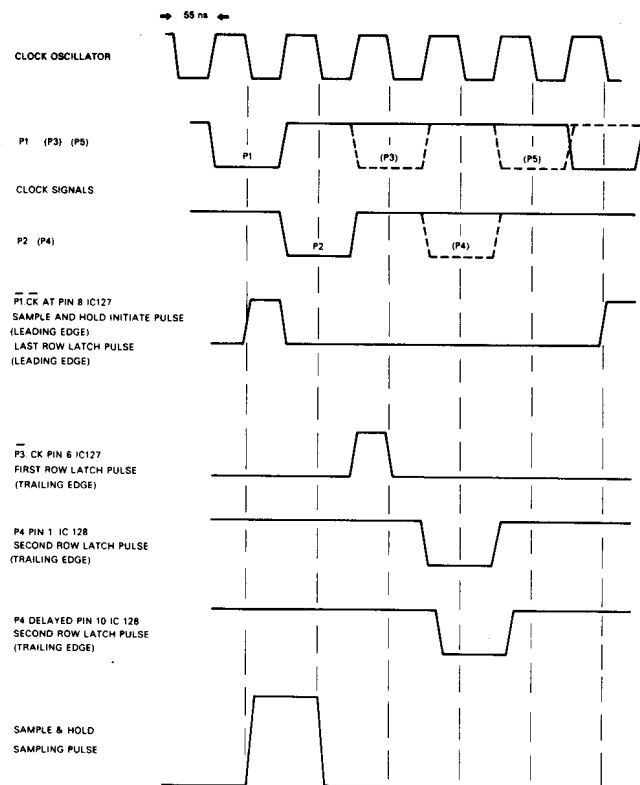 55 ns
CLOCK OSCILLATOR
P1 (P3) (P5)
P1
(P3)
(P5)
CLOCK SIGNALS
P2 (P4)
P2
(P4)
P1.CK AT PIN 8 IC127
SAMPLE AND HOLD INITIATE PULSE
(LEADING EDGE)
LAST ROW LATCH PULSE
(LEADING EDGE)
P3. CK PIN 6 IC127
FIRST ROW LATCH PULSE
(TRAILING EDGE)
P4 PIN 1 IC 128
SECOND ROW LATCH PULSE
(TRAILING EDGE)
P4 DELAYED PIN 10 IC 128
SECOND ROW LATCH PULSE
(TRAILING EDGE)
SAMPLE & HOLD
SAMPLING PULSE